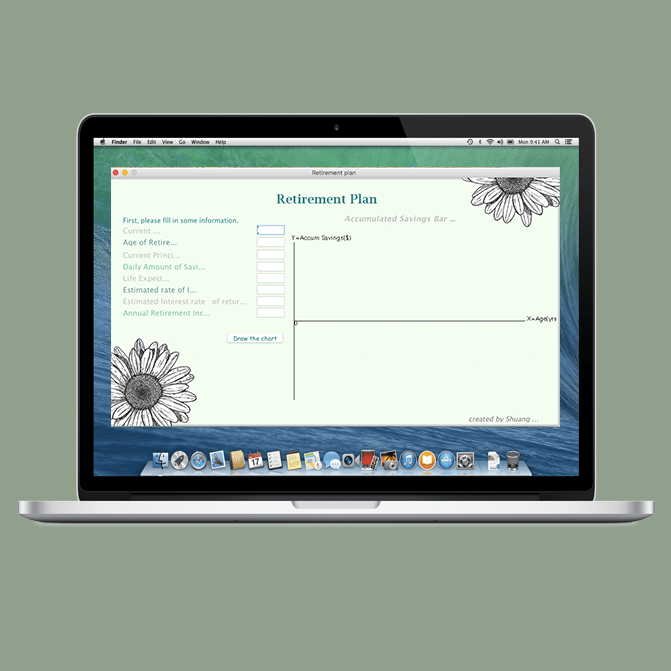 Finder File Edit View Go Window Help Mon 9:41 AM
Retirement plan
Retirement Plan
First, please fill in some information.
Accumulated Savings Bar ...
Current ...
Age of Retire...
Current Princi...
Daily Amount of Savi...
Life Expect...
Estimated rate of I...
Estimated Interest rate of retur...
Annual Retirement Inc...
Draw the chart
Y=Accum Savings($)
0
X=Age(yrs
created by Shuang ...
17